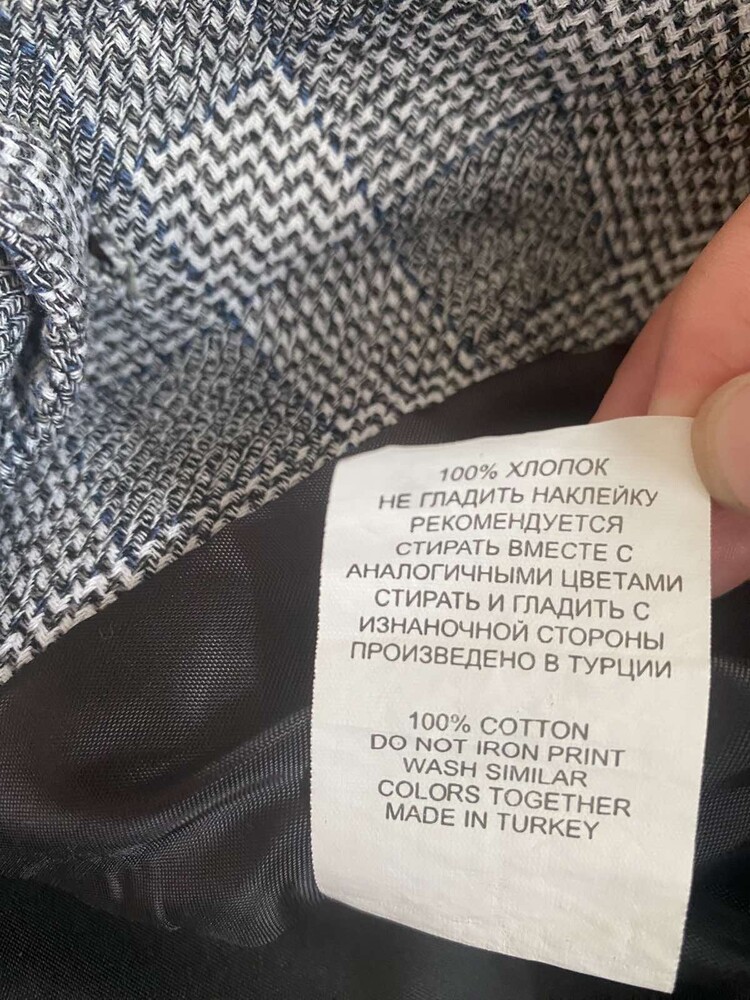 100% ХЛОПОК
НЕ ГЛАДИТЬ НАКЛЕЙКУ
РЕКОМЕНДУЕТСЯ
СТИРАТЬ ВМЕСТЕ С
АНАЛОГИЧНЫМИ ЦВЕТАМИ
СТИРАТЬ И ГЛАДИТЬ С
ИЗНАНОЧНОЙ СТОРОНЫ
ПРОИЗВЕДЕНО В ТУРЦИИ
100% COTTON
DO NOT IRON PRINT
WASH SIMILAR
COLORS TOGETHER
MADE IN TURKEY